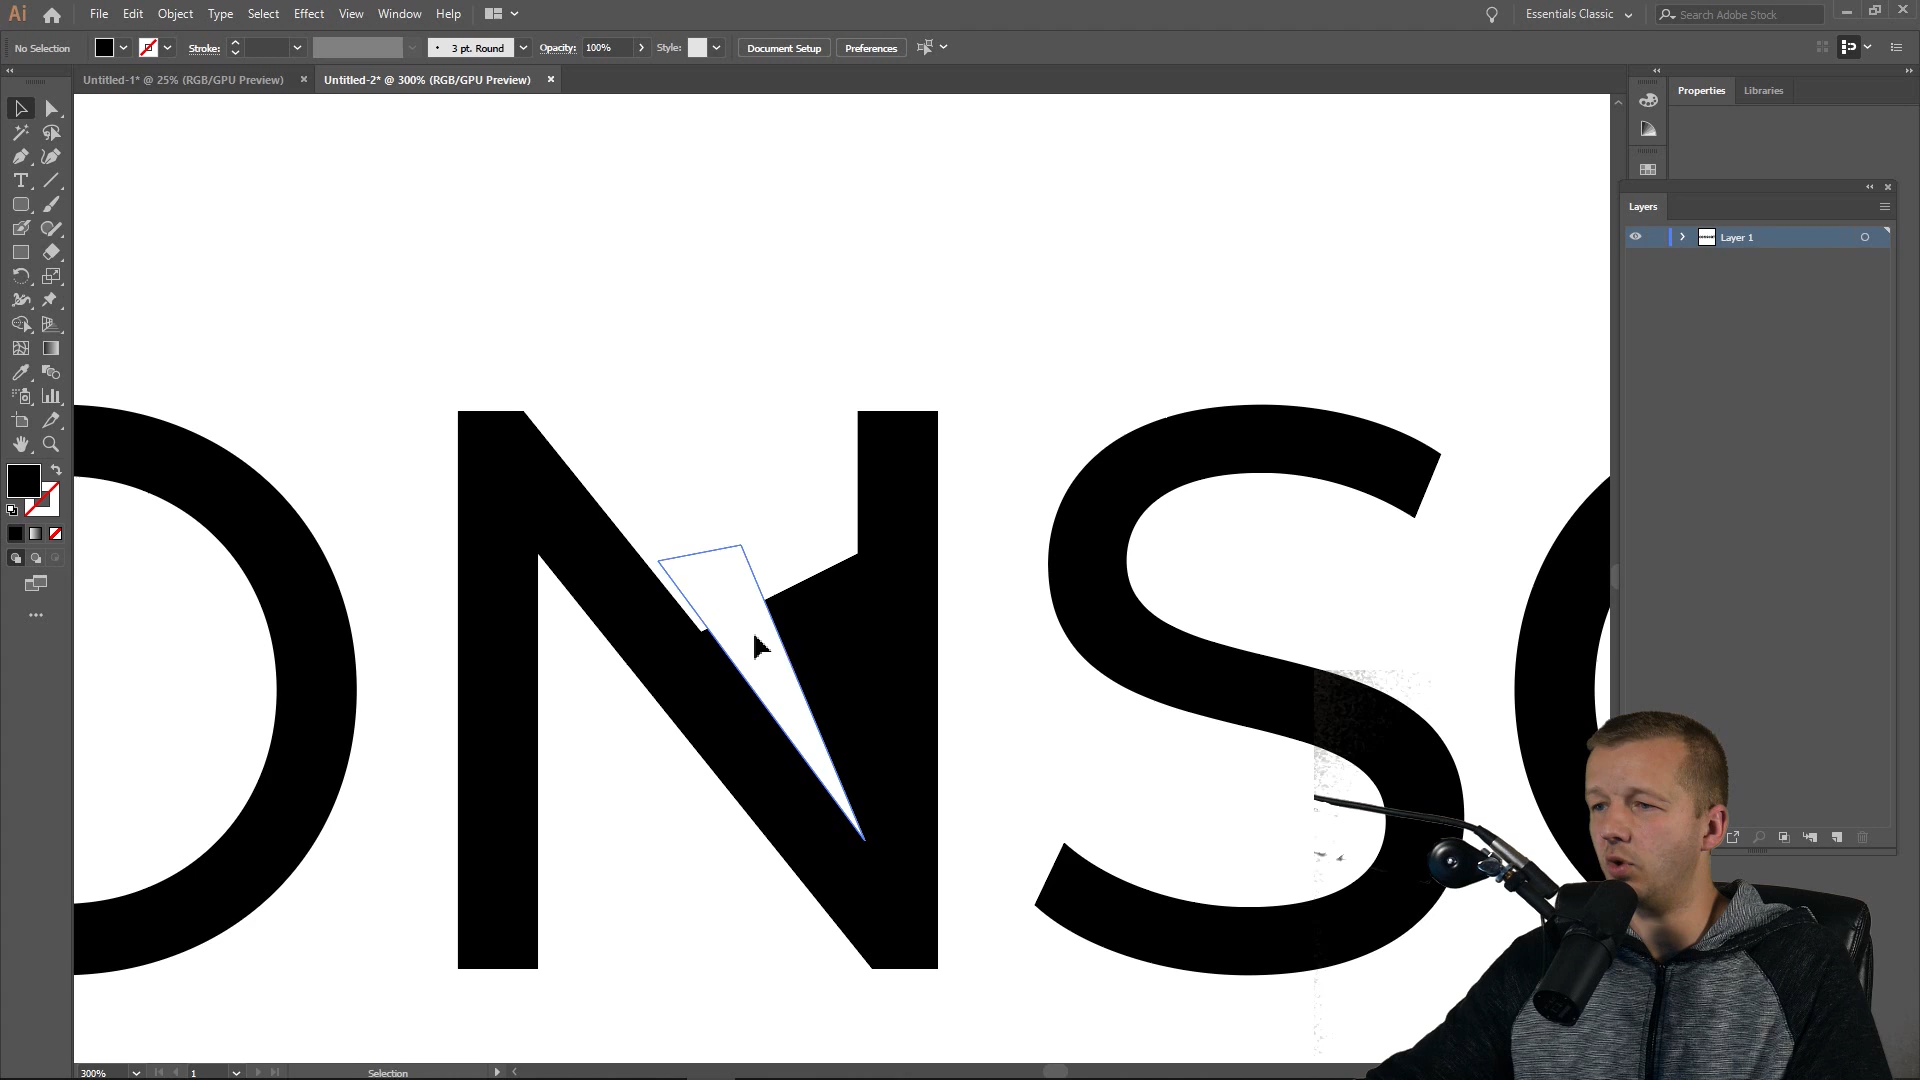 Ai File Edit Object Type Select Effect View Window Help Essentials Classic Search Adobe Stock
No Selection Stroke: 3 pt. Round Opacity: 100% Style: Document Setup Preferences
Untitled-1* @ 25% (RGB/GPU Preview) Untitled-2* @ 300% (RGB/GPU Preview)
Properties Libraries
Layers
Layer 1
ONS
300% 1 Selection